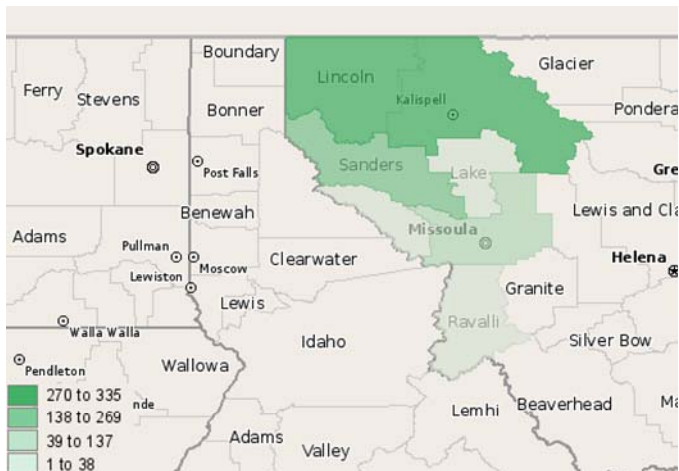 Boundary
Lincoln
Glacier
Ferry
Stevens
Kalispell
Bonner
Pondera
Spokane
Post Falls
Sanders
Lake
Gre
Benewah
Lewis and Cla
Adams
Missoula
Pullman
Moscow
Clearwater
Helena
Lewiston
Granite
Lewis
Ravalli
Walla Walla
Idaho
Silver Bow
Pendleton
Wallowa
270 to 335
138 to 269
nde
Lemhi
Beaverhead
Ma
39 to 137
Adams
Valley
1 to 38